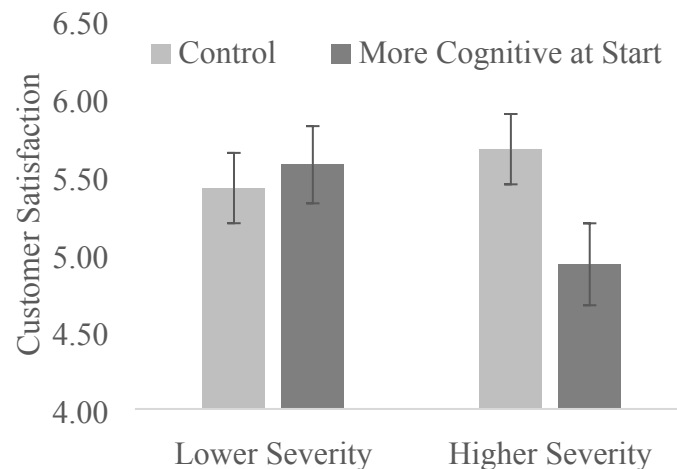 6.50
Control
More Cognitive at Start
6.00
5.50
5.00
4.50
4.00
Customer Satisfaction
Lower Severity
Higher Severity